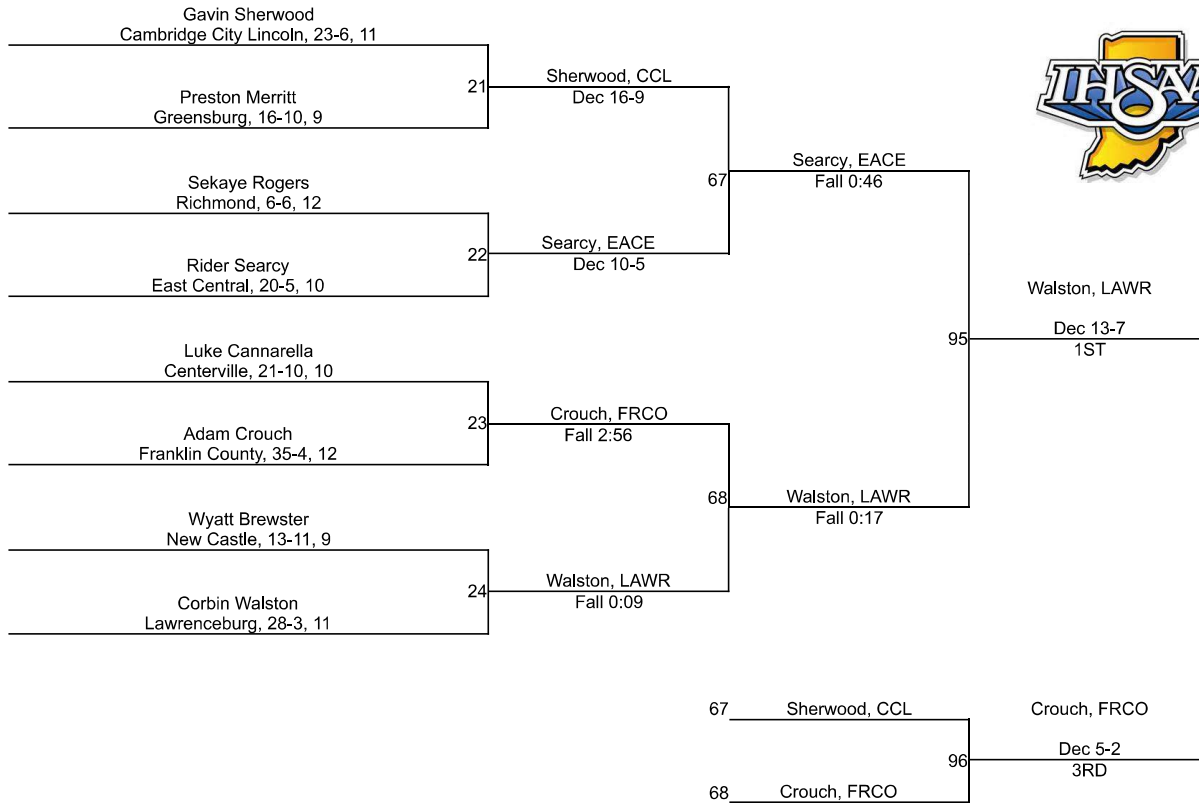 Gavin Sherwood
Cambridge City Lincoln, 23-6, 11
21
Preston Merritt
Greensburg, 16-10, 9
Sherwood, CCL
Dec 16-9
IHSAA
67
Searcy, EACE
Fall 0:46
Sekaye Rogers
Richmond, 6-6, 12
22
Rider Searcy
East Central, 20-5, 10
Searcy, EACE
Dec 10-5
95
Walston, LAWR
Dec 13-7
1ST
Luke Cannarella
Centerville, 21-10, 10
23
Adam Crouch
Franklin County, 35-4, 12
Crouch, FRCO
Fall 2:56
68
Walston, LAWR
Fall 0:17
Wyatt Brewster
New Castle, 13-11, 9
24
Corbin Walston
Lawrenceburg, 28-3, 11
Walston, LAWR
Fall 0:09
67
Sherwood, CCL
96
Crouch, FRCO
Dec 5-2
3RD
68
Crouch, FRCO